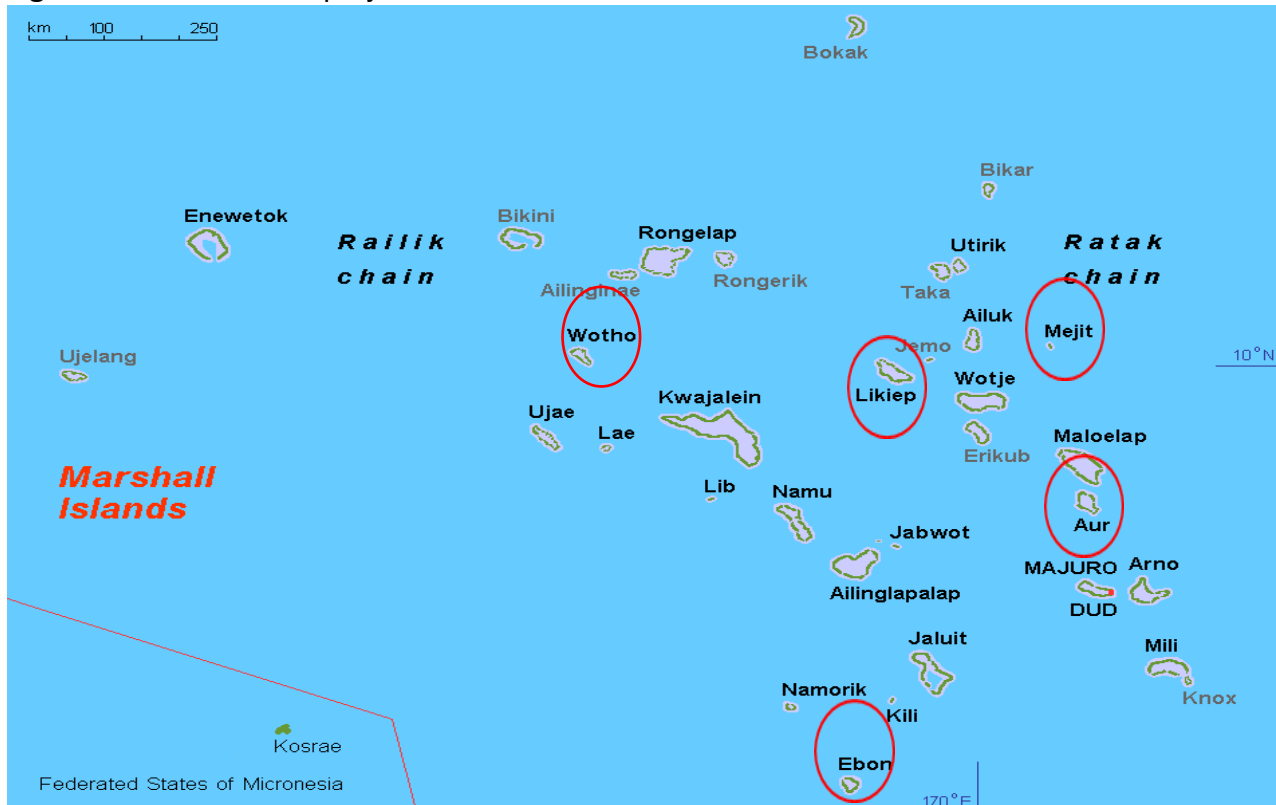 km 100 250
Bokak
Bikar
Enewetok
Railik
chain
Bikini
Rongelap
Rongerik
Ailinginae
Utirik
Taka
Ratak
chain
Wotho
Ailuk
Mejit
Jemo
Ujelang
10°N
Likiep
Wotje
Kwajalein
Ujae
Lae
Erikub
Maloelap
Marshall
Islands
Lib
Namu
Aur
Jabwot
MAJURO
Arno
Ailinglapalap
DUD
Jaluit
Mili
Namorik
Kili
Knox
Kosrae
Ebon
Federated States of Micronesia
170°E